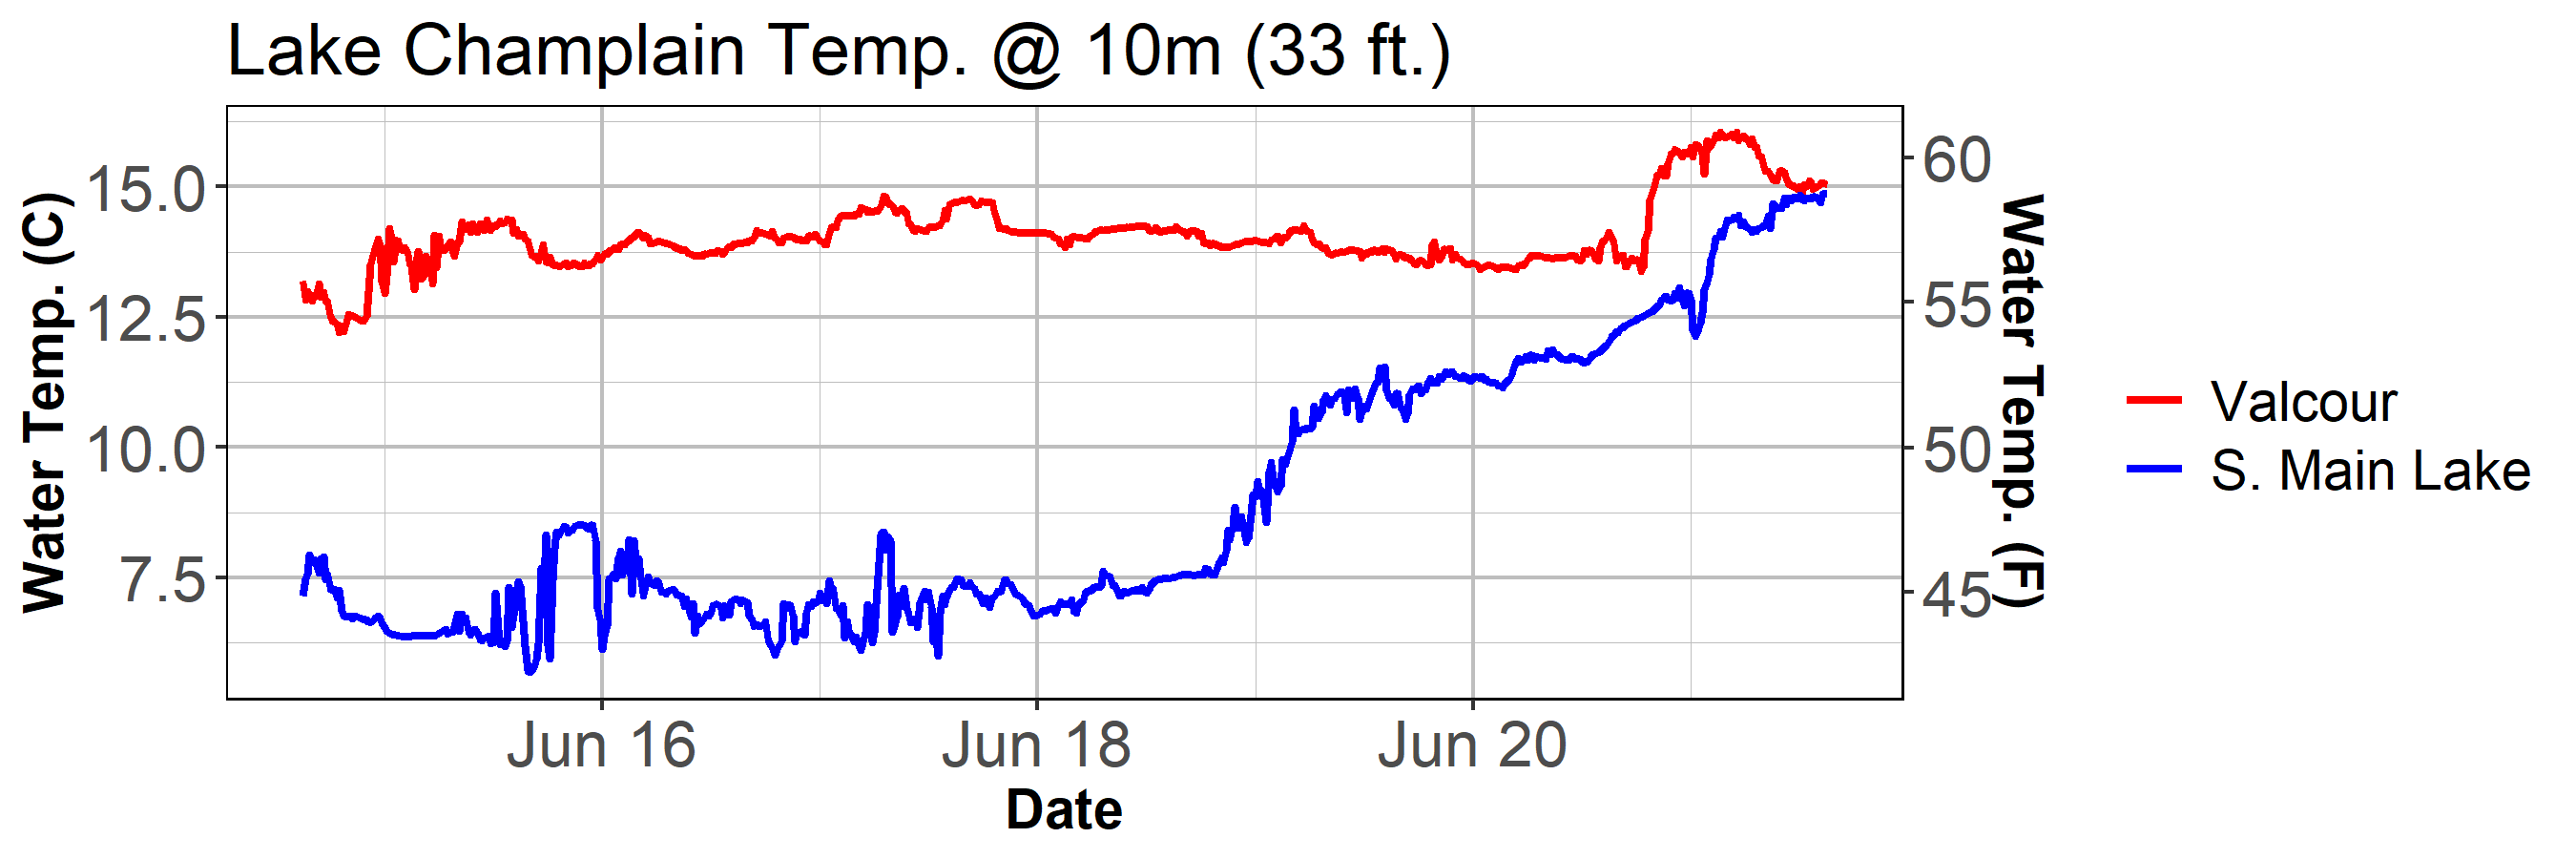 Lake Champlain Temp. @ 10m (33 ft.)
Water Temp. (C)
15.0
12.5
10.0
7.5
60
55
50
45
Water Temp. (F)
Jun 16
Jun 18
Jun 20
Date
Valcour
S. Main Lake